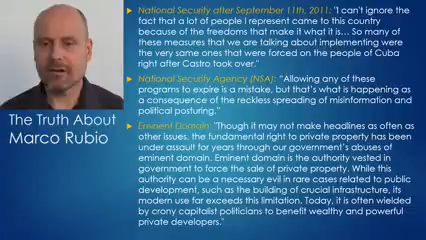 National Security after September 11th, 2011: "I can't ignore the
fact that a lot of people I represent came to this country
because of the freedoms that make it what it is… So many of
these measures that we are talking about implementing were
the very same ones that were forced on the people of Cuba
right after Castro took over."
National Security Agency (NSA): "Allowing any of these
programs to expire is a mistake, but that's what is happening as
a consequence of the reckless spreading of misinformation and
political posturing."
Eminent Domain: "Though it may not make headlines as often as
other issues, the fundamental right to private property has been
under assault for years through our government's abuses of
eminent domain. Eminent domain is the authority vested in
government to force the sale of private property. While this
authority can be a necessary evil in rare cases related to public
development, such as the building of crucial infrastructure, its
modern use far exceeds this limitation. Today, it is often
wielded by crony capitalist politicians to benefit wealthy and powerful
private developers."
The Truth About
Marco Rubio